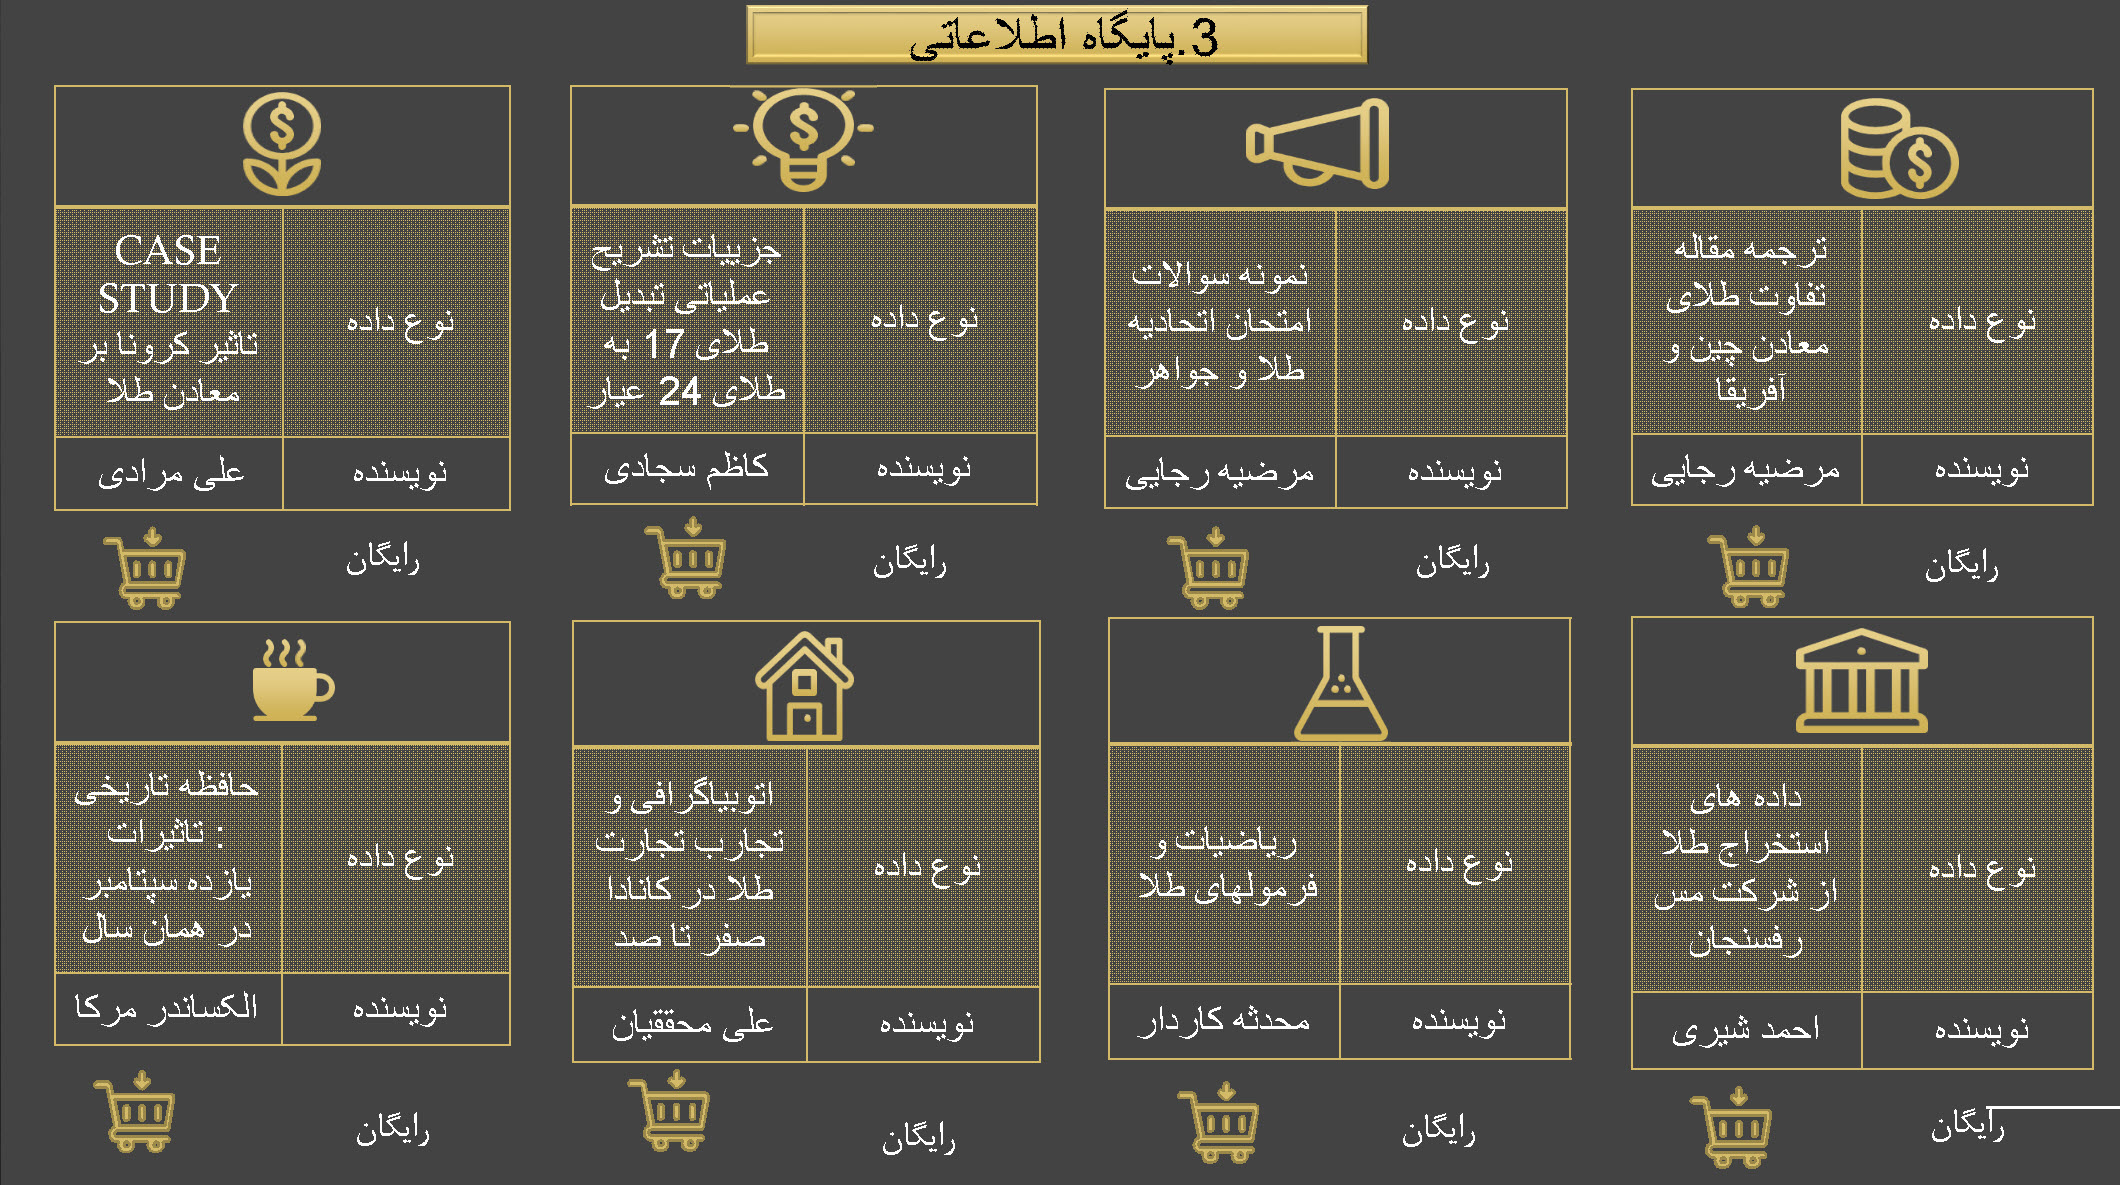 3.پایگاه اطلاعاتی
نوع داده
ترجمه مقاله
تفاوت طلای
معادن چین و
آفریقا
نویسنده
مرضیه رجایی
رایگان
نوع داده
نمونه سوالات
امتحان اتحادیه
طلا و جواهر
نویسنده
مرضیه رجایی
رایگان
نوع داده
جزییات تشریح
عملیاتی تبدیل
طلای 17 به
طلای 24 عیار
نویسنده
کاظم سجادی
رایگان
نوع داده
CASE
STUDY
تاثیر کرونا بر
معادن طلا
نویسنده
علی مرادی
رایگان
نوع داده
داده های
استخراج طلا
از شرکت مس
رفسنجان
نویسنده
احمد شیری
رایگان
نوع داده
ریاضیات و
فرمولهای طلا
نویسنده
محدثه کاردار
رایگان
نوع داده
اتوبیاگرافی و
تجارب تجارت
طلا در کانادا
صفر تا صد
نویسنده
علی محققیان
رایگان
نوع داده
حافظه تاریخی
: تاثیرات
یازده سپتامبر
در همان سال
نویسنده
الکساندر مرکا
رایگان